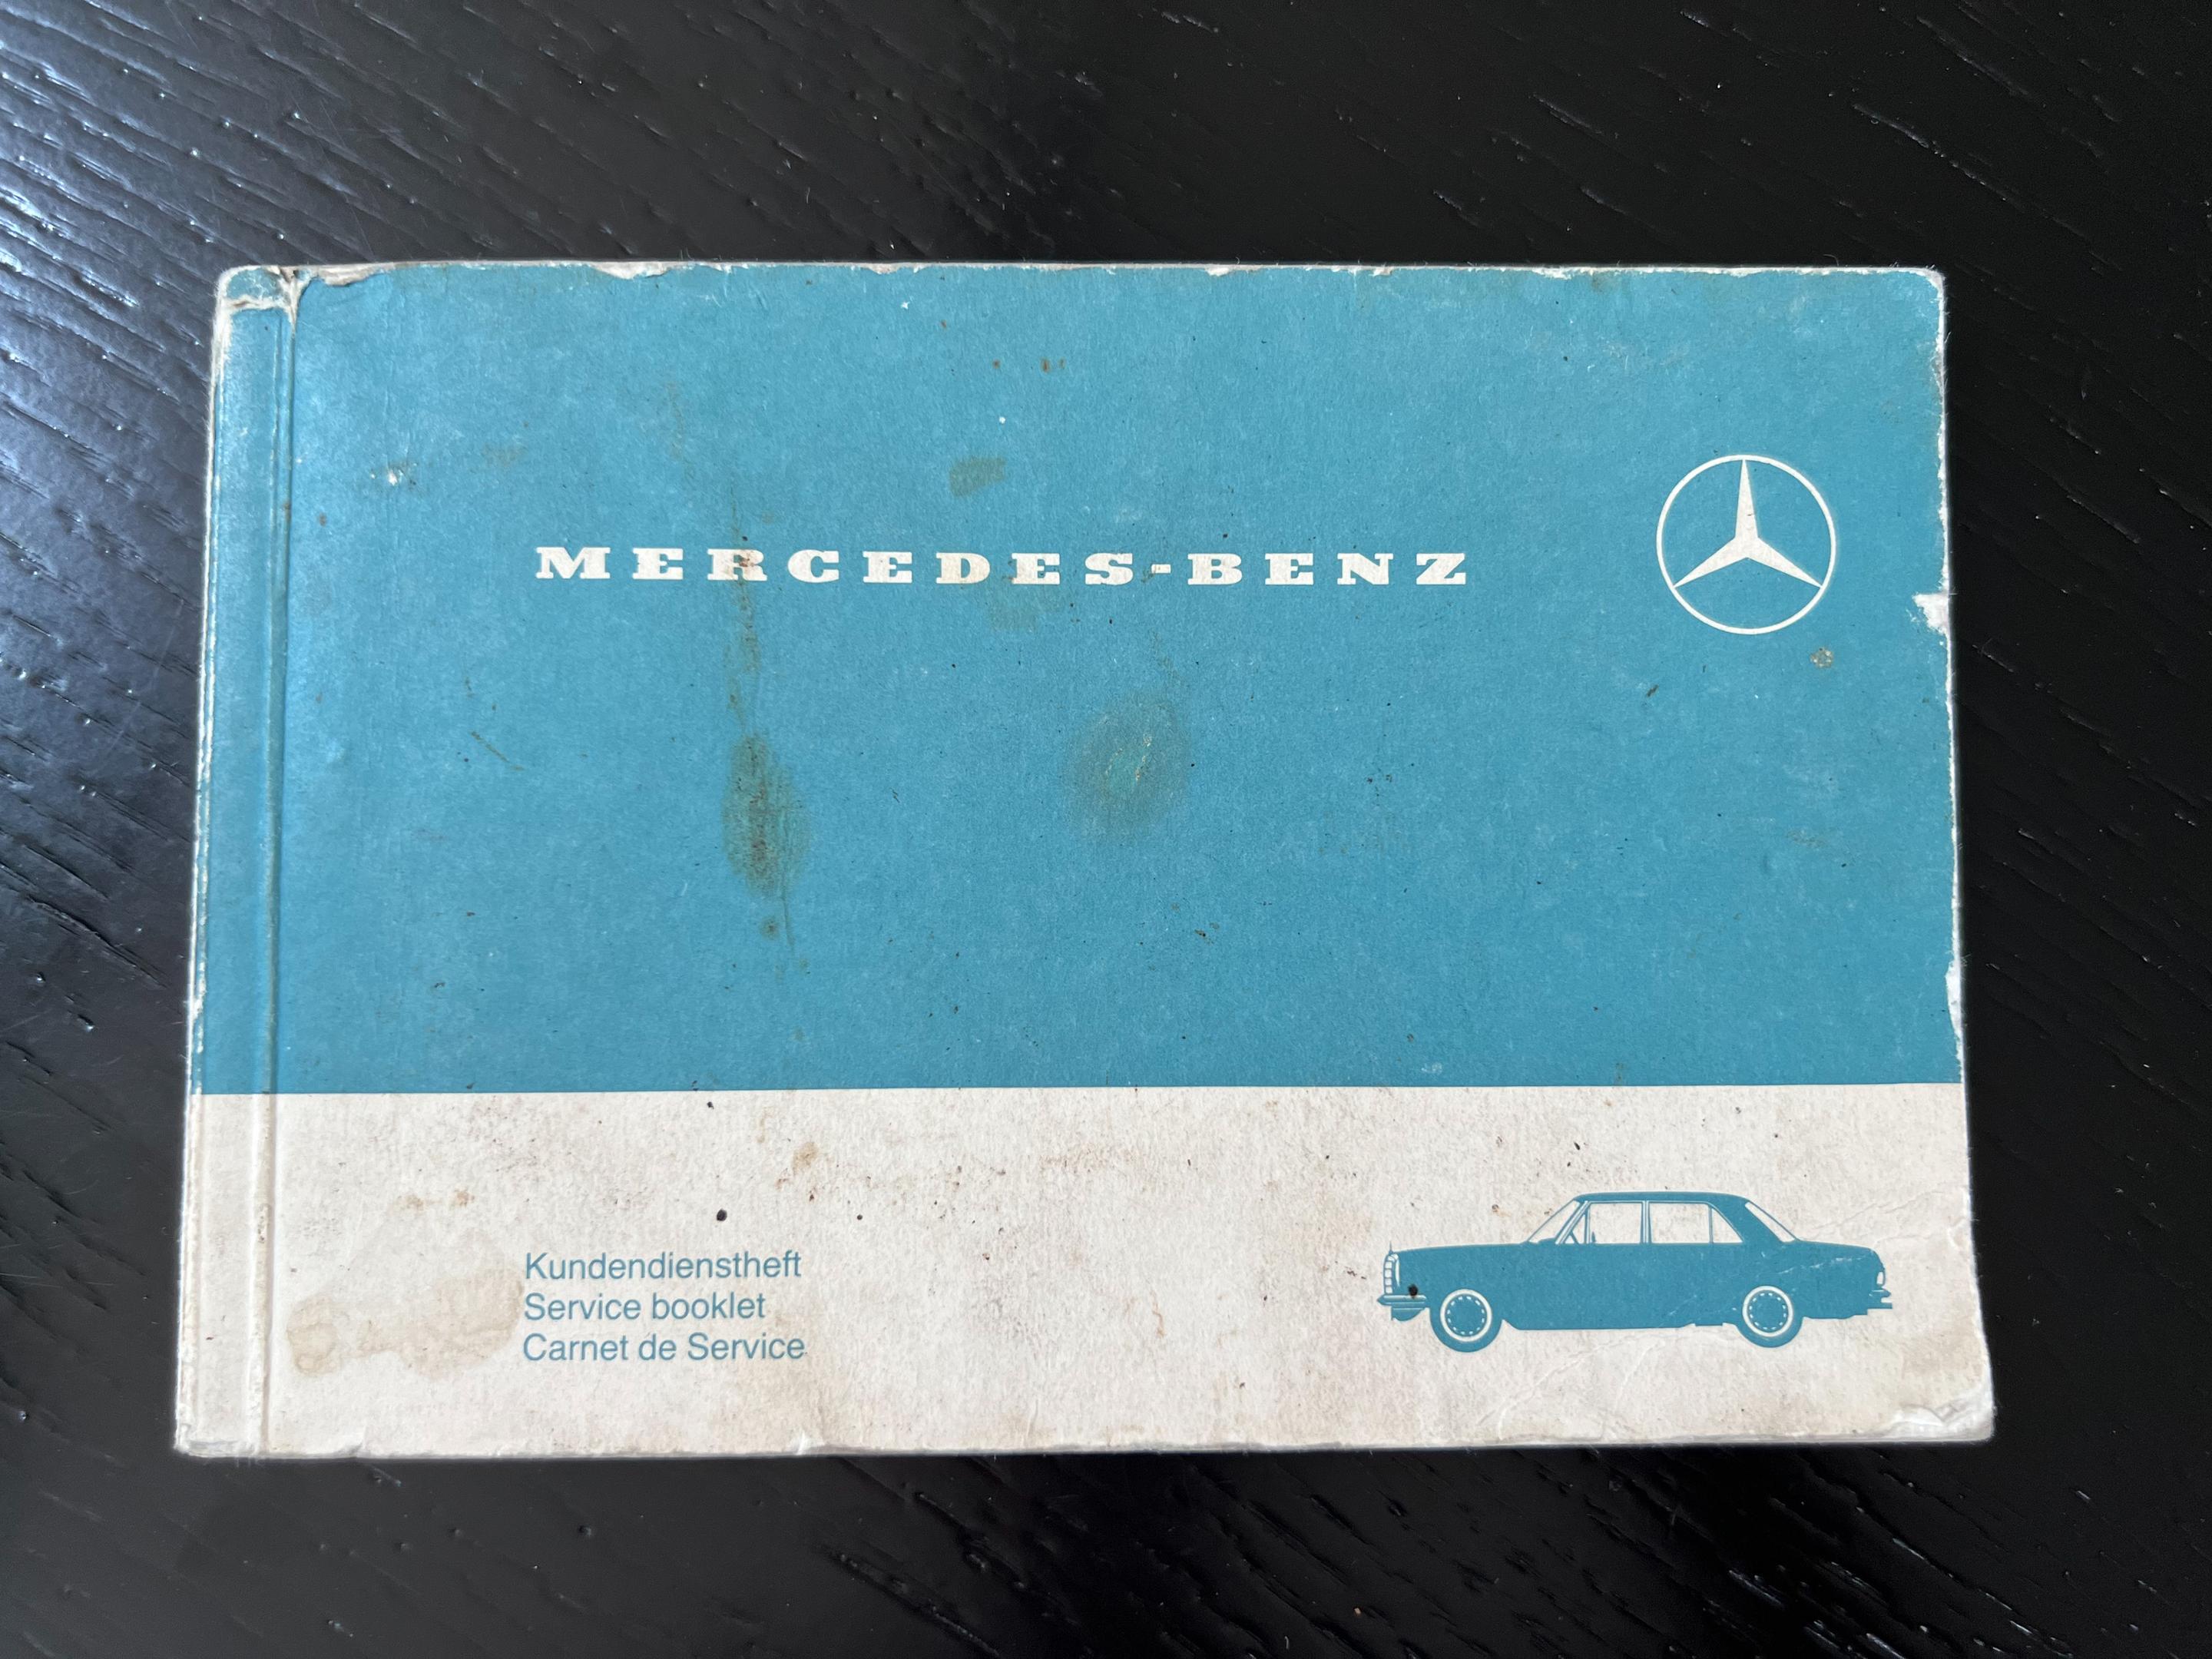 MERCEDES-BENZ
Kundendienstheft
Service booklet
Carnet de Service